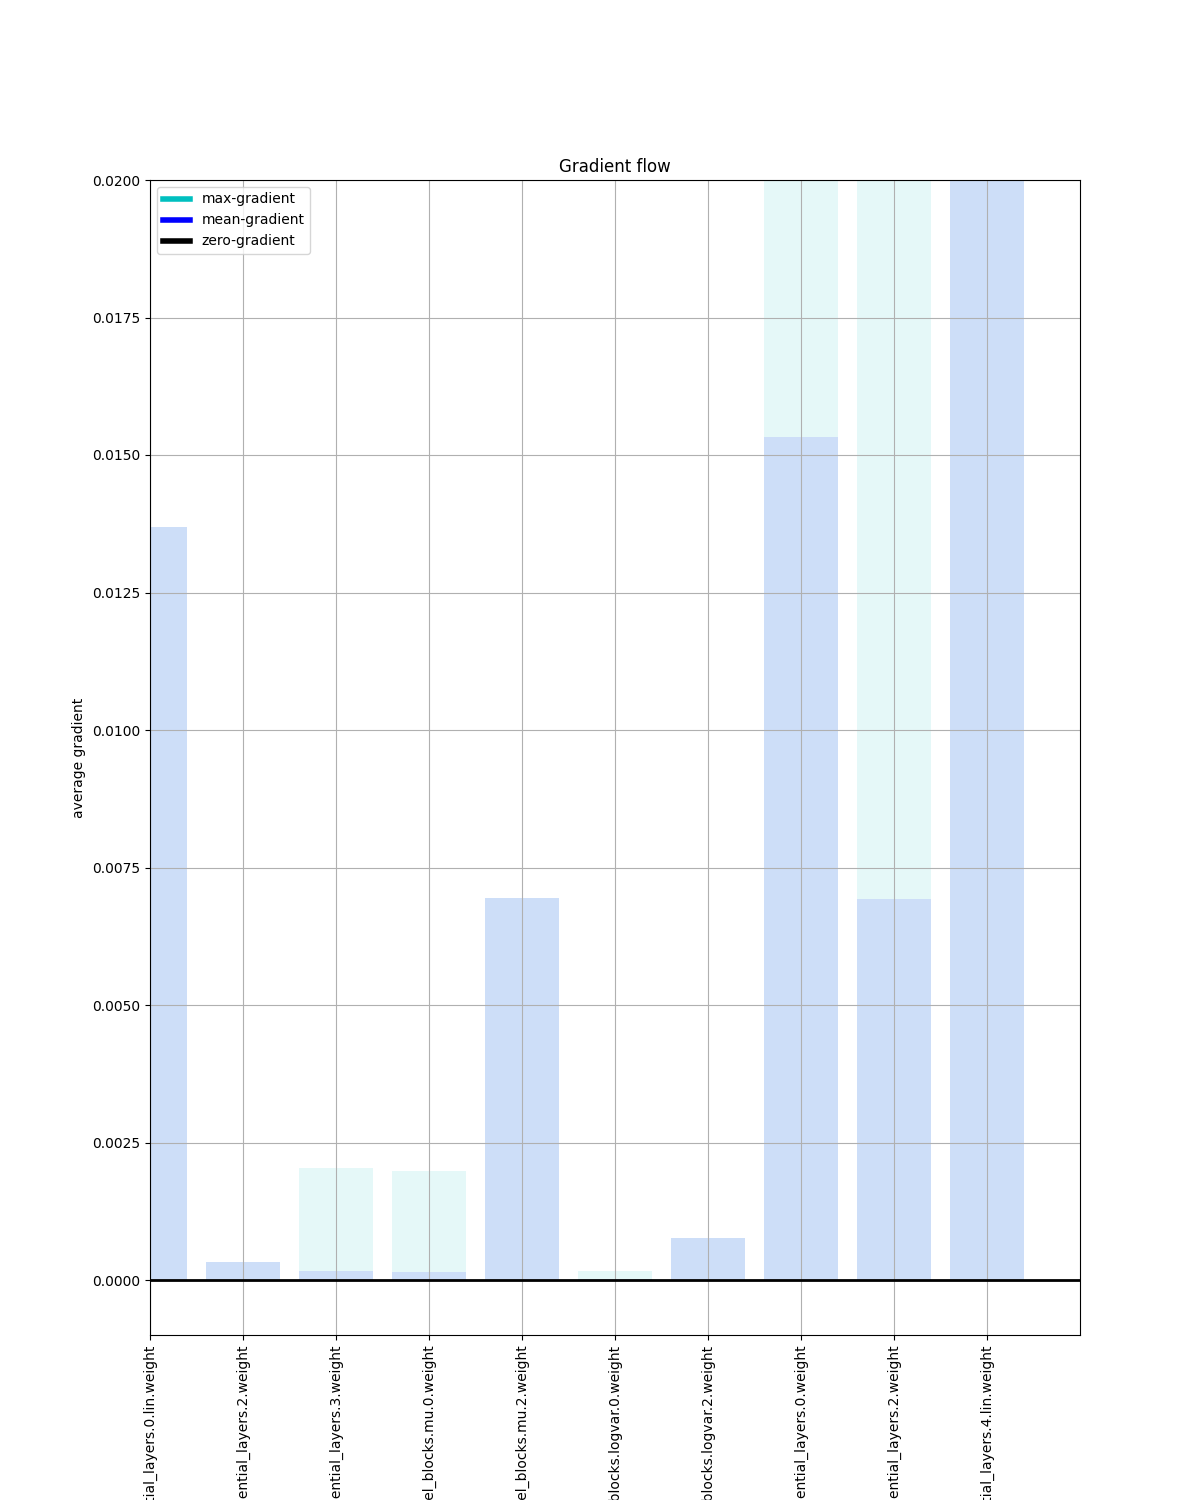 Gradient flow
max-gradient
mean-gradient
zero-gradient
0.0200
0.0175
0.0150
0.0125
0.0100
0.0075
0.0050
0.0025
0.0000
average gradient
tial_layers.0.lin.weight
ential_layers.2.weight
ential_layers.3.weight
el_blocks.mu.0.weight
el_blocks.mu.2.weight
blocks.logvar.0.weight
blocks.logvar.2.weight
ential_layers.0.weight
ential_layers.2.weight
tial_layers.4.lin.weight